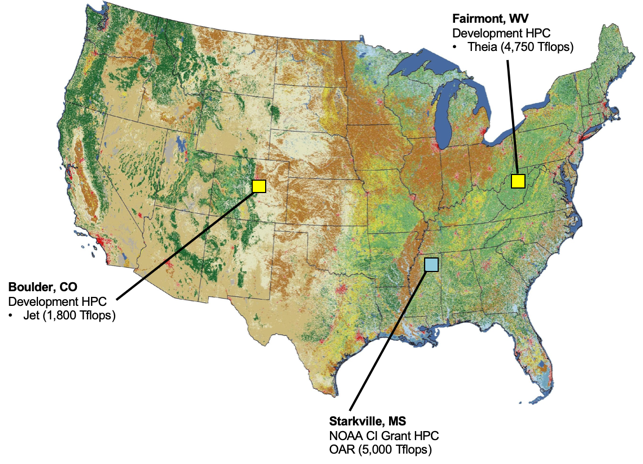 Fairmont, WV
Development HPC
• Theia (4,750 Tflops)
Boulder, CO
Development HPC
• Jet (1,800 Tflops)
Starkville, MS
NOAA CI Grant HPC
OAR (5,000 Tflops)